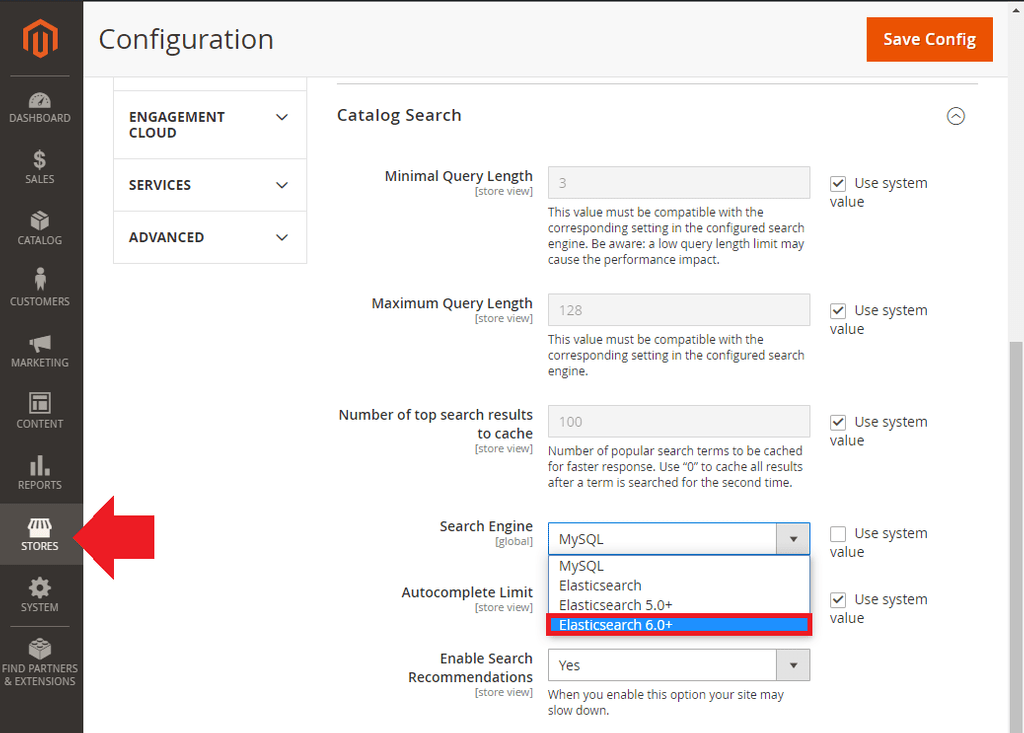 Configuration
Save Config
DASHBOARD
SALES
CATALOG
CUSTOMERS
MARKETING
CONTENT
REPORTS
STORES
SYSTEM
FIND PARTNERS
& EXTENSIONS
ENGAGEMENT
CLOUD
SERVICES
ADVANCED
Catalog Search
Minimal Query Length
[store view]
3
Use system
value
This value must be compatible with the
corresponding setting in the configured search
engine. Be aware: a low query length limit may
cause the performance impact.
Maximum Query Length
[store view]
128
Use system
value
This value must be compatible with the
corresponding setting in the configured search
engine.
Number of top search results
to cache
[store view]
100
Use system
value
Number of popular search terms to be cached
for faster response. Use “0” to cache all results
after a term is searched for the second time.
Search Engine
[global]
MySQL
Use system
value
MySQL
Elasticsearch
Elasticsearch 5.0+
Elasticsearch 6.0+
Autocomplete Limit
[store view]
Use system
value
Enable Search
Recommendations
[store view]
Yes
When you enable this option your site may
slow down.